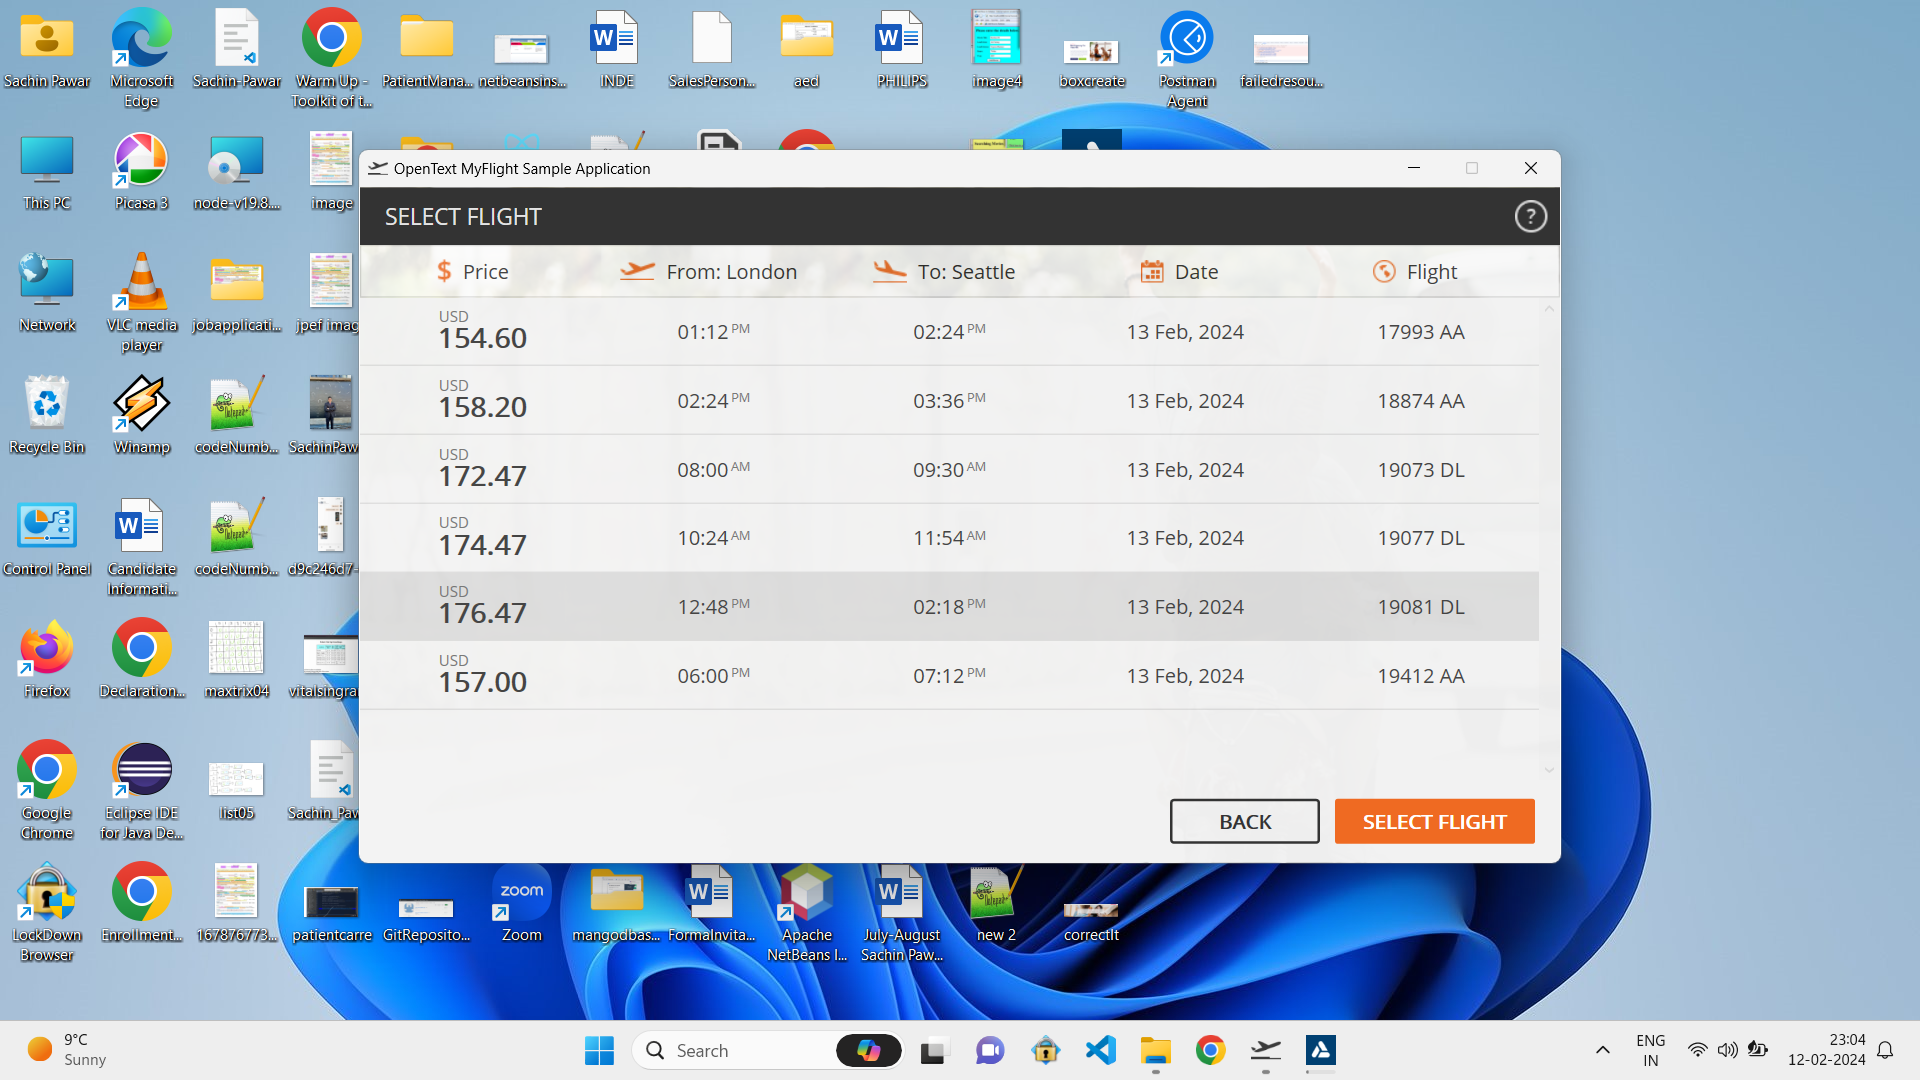 Sachin Pawar
Microsoft
Edge
Sachin-Pawar
Warm Up -
Toolkit of t...
PatientMana...
netbeansins...
INDE
SalesPerson...
aed
PHILIPS
image4
boxcreate
Postman
Agent
failedresou...
This PC
Picasa 3
node-v19.8....
image
OpenText MyFlight Sample Application
SELECT FLIGHT
?
$ Price
From: London
To: Seattle
Date
Flight
USD
154.60
01:12 PM
02:24 PM
13 Feb, 2024
17993 AA
USD
158.20
02:24 PM
03:36 PM
13 Feb, 2024
18874 AA
USD
172.47
08:00 AM
09:30 AM
13 Feb, 2024
19073 DL
USD
174.47
10:24 AM
11:54 AM
13 Feb, 2024
19077 DL
USD
176.47
12:48 PM
02:18 PM
13 Feb, 2024
19081 DL
USD
157.00
06:00 PM
07:12 PM
13 Feb, 2024
19412 AA
BACK
SELECT FLIGHT
Network
VLC media
player
jobapplicati...
jpef imag
Recycle Bin
Winamp
codeNumb...
SachinPaw
Control Panel
Candidate
Informati...
codeNumb...
d9c246d7-
Firefox
Declaration...
maxtrix04
vitalsingra
Google
Chrome
Eclipse IDE
for Java De...
list05
Sachin_Paw
LockDown
Browser
Enrollment...
167876773...
patientcarre
GitReposito...
zoom
Zoom
mangodbas...
FormaInvita...
Apache
NetBeans I...
July-August
Sachin Paw...
new 2
correctIt
9°C
Sunny
Search
ENG
IN
23:04
12-02-2024